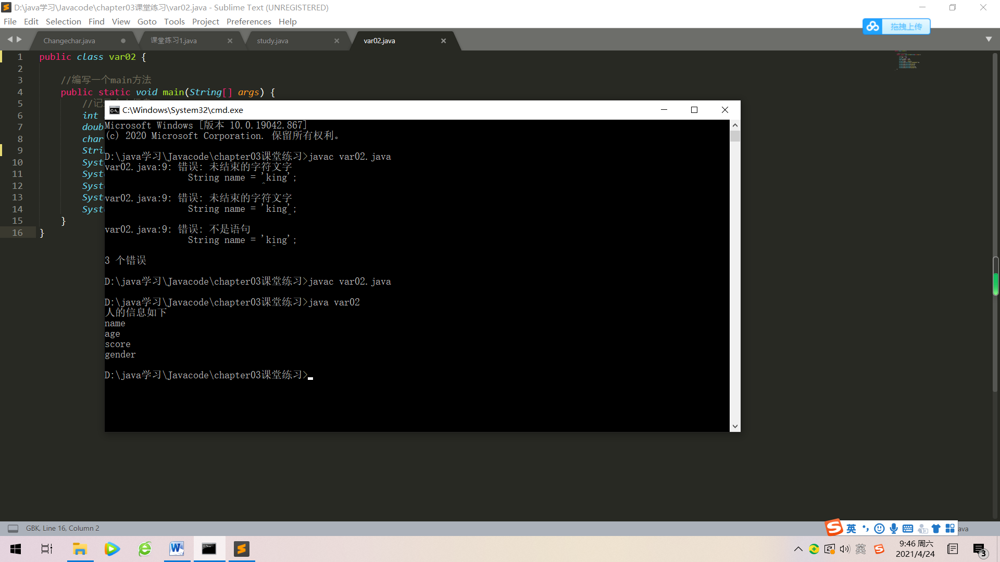 D:\java学习\Javacode\chapter03课堂练习\var02.java - Sublime Text (UNREGISTERED)
File Edit Selection Find View Goto Tools Project Preferences Help
拖拽上传
Changechar.java 课堂练习1.java study.java var02.java
1 public class var02 {
2
3 //编写一个main方法
4 public static void main(String[] args) {
5 //
6 int
7 doub
8 char
9 Stri
10 Syst
11 Syst
12 Syst
13 Syst
14 Syst
15 }
16 }
C:\Windows\System32\cmd.exe
Microsoft Windows [版本 10.0.19042.867]
(c) 2020 Microsoft Corporation. 保留所有权利。
D:\java学习\Javacode\chapter03课堂练习>javac var02.java
var02.java:9: 错误: 未结束的字符文字
String name = 'king';
^
var02.java:9: 错误: 未结束的字符文字
String name = 'king';
^
var02.java:9: 错误: 不是语句
String name = 'king';
^
3 个错误
D:\java学习\Javacode\chapter03课堂练习>javac var02.java
D:\java学习\Javacode\chapter03课堂练习>java var02
人的信息如下
name
age
score
gender
D:\java学习\Javacode\chapter03课堂练习>
GBK, Line 16, Column 2
英
ava
英
9:46 周六
2021/4/24
3